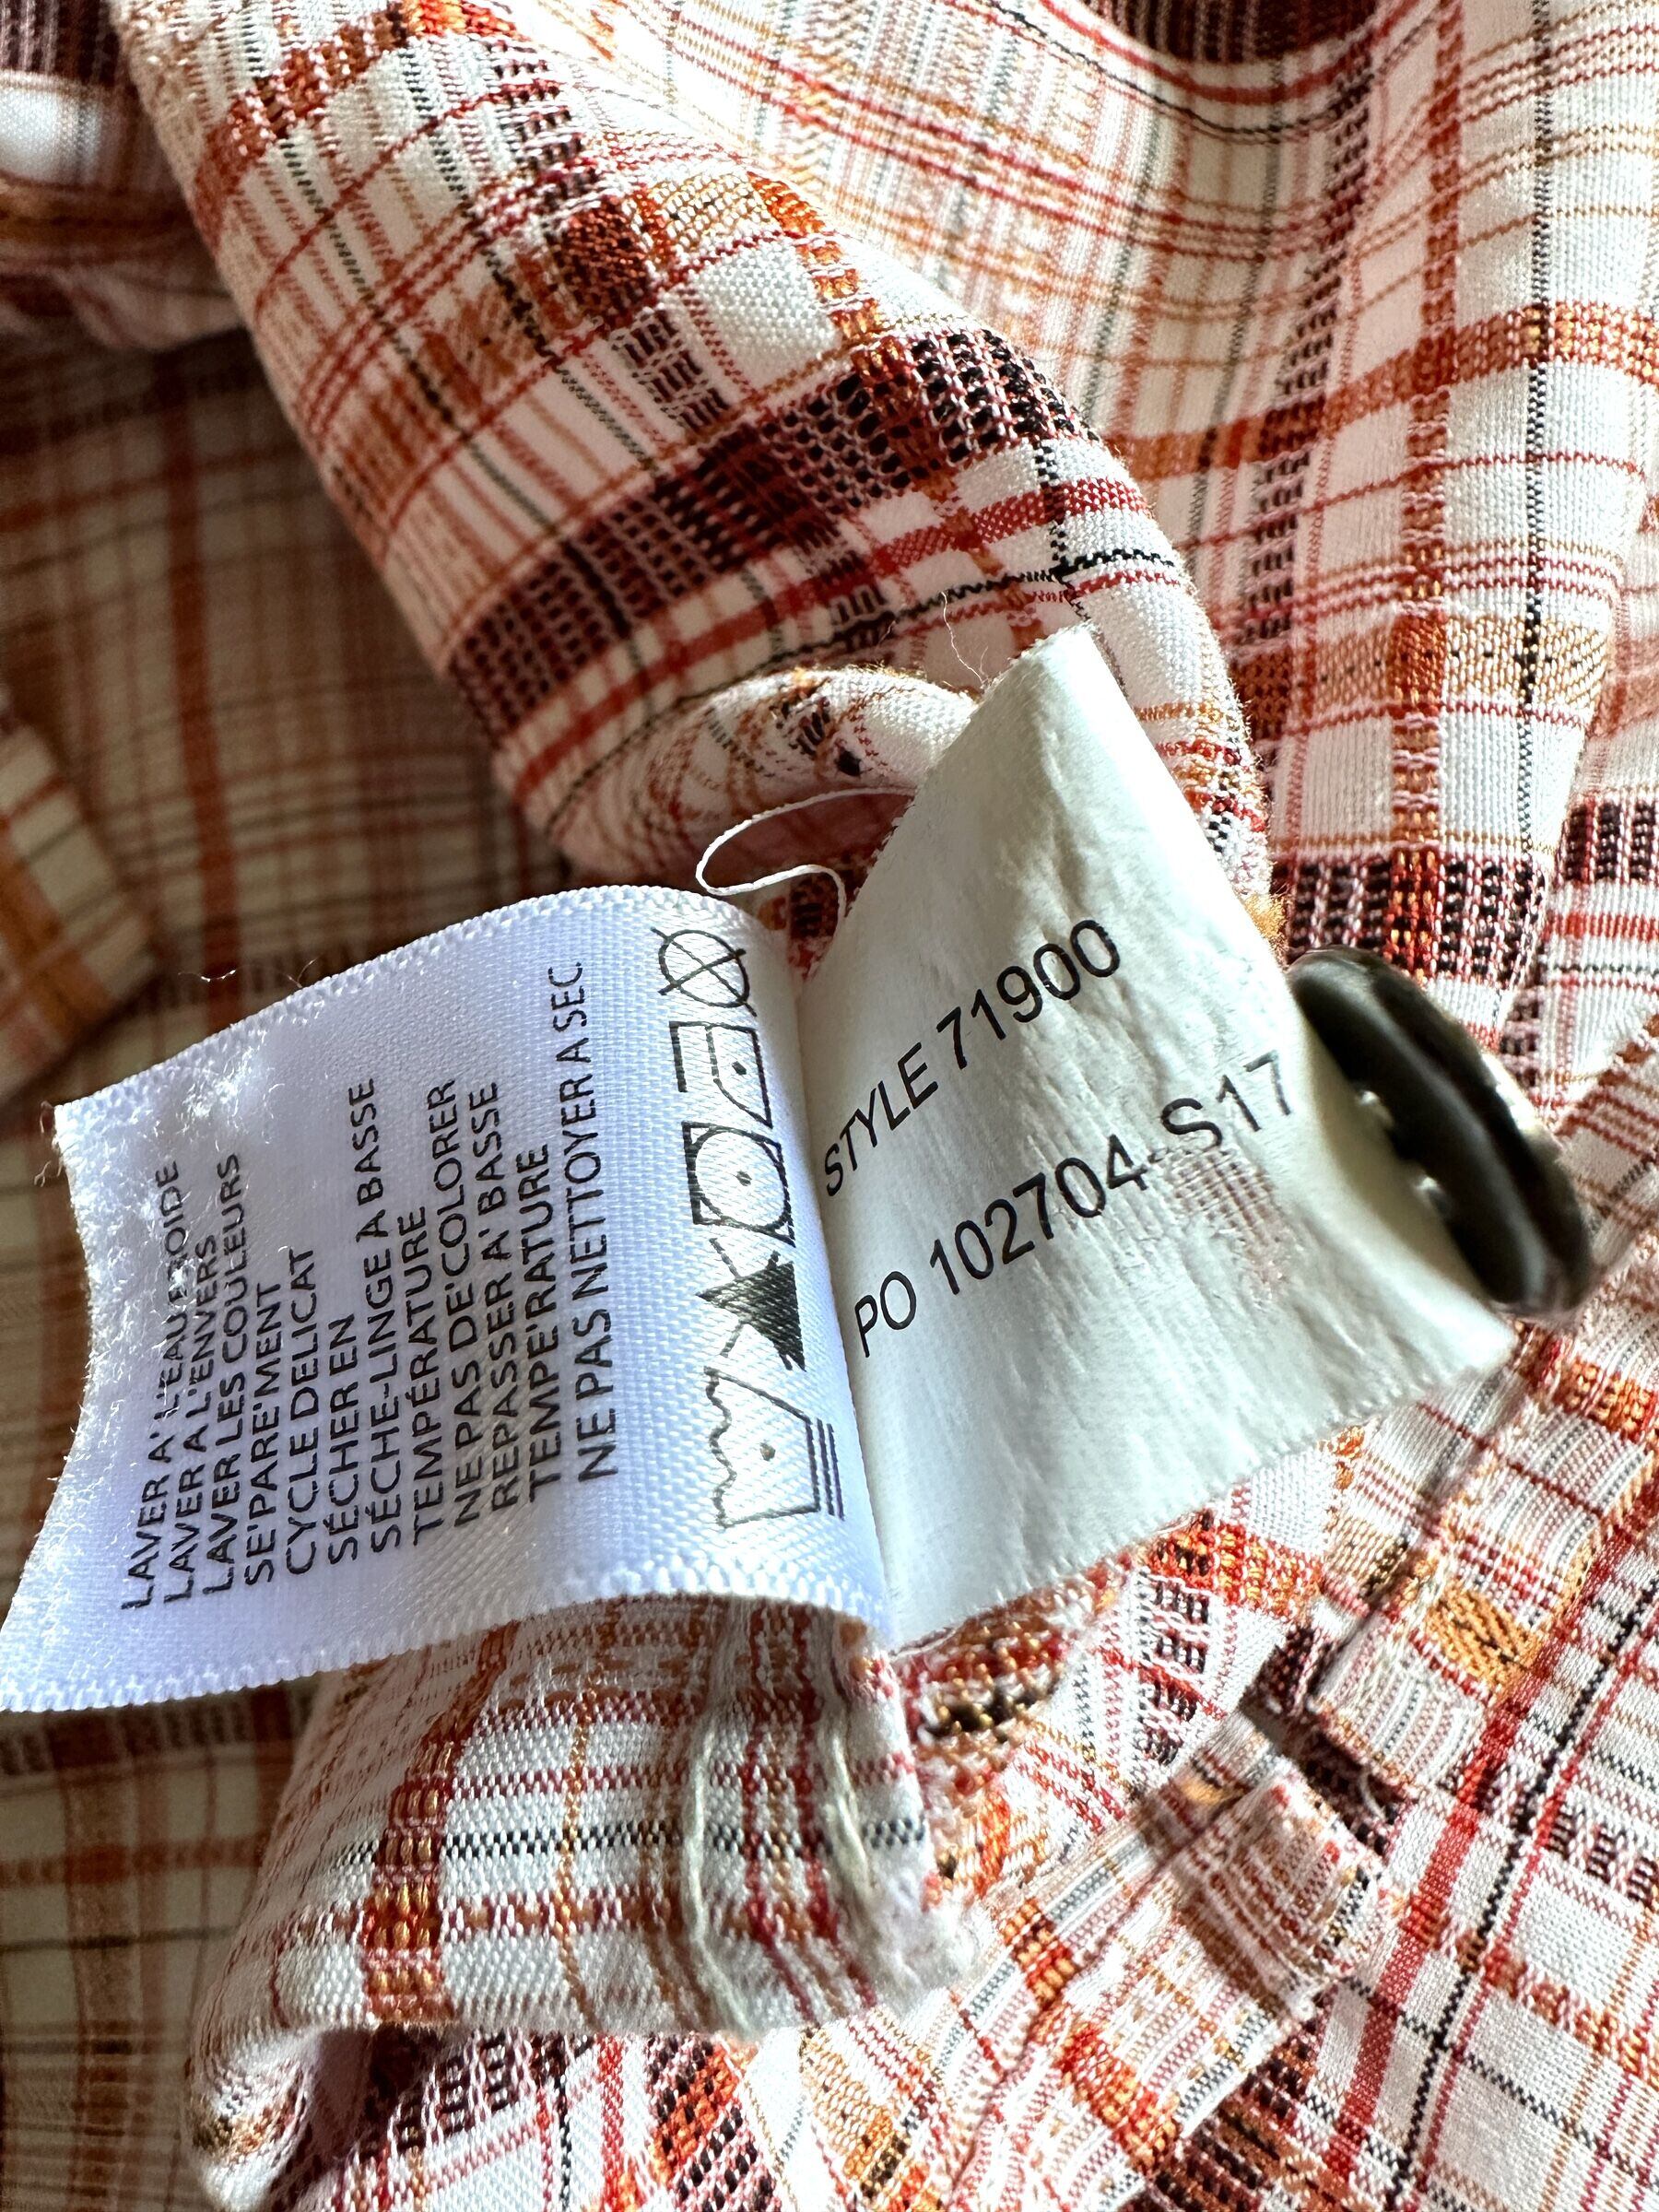 LAVER A' L'EAU FROIDE
LAVER A L'ENVERS
LAVER LES COULEURS
SE'PARE'MENT
CYCLE DELICAT
SÉCHER EN
SÉCHE-LINGE A BASSE
TEMPÉRATURE
NE PAS DE'COLORER
REPASSER A' BASSE
TEMPE'RATURE
NE PAS NETTOYER A SEC.
STYLE 71900
PO 102704-S17